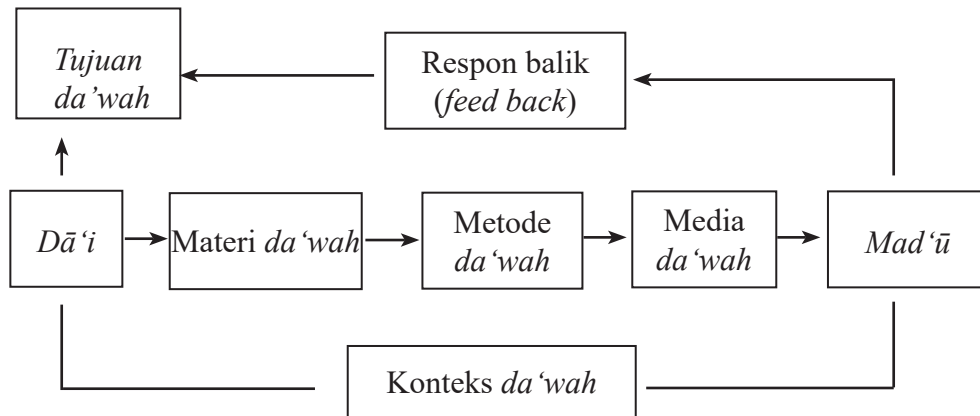 Tujuan
da’wah
Respon balik
(feed back)
Dā‘i
Materi da‘wah
Metode
da‘wah
Media
da‘wah
Mad‘ū
Konteks da‘wah